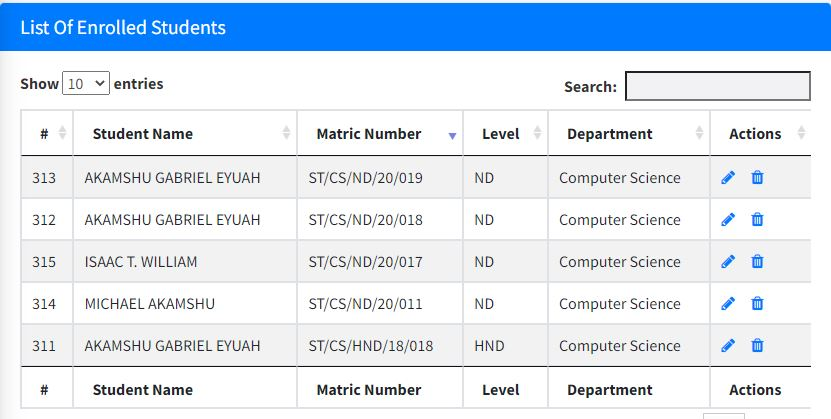 List Of Enrolled Students
Show 10 entries Search:
# Student Name Matric Number Level Department Actions
313 AKAMSHU GABRIEL EYUAH ST/CS/ND/20/019 ND Computer Science
312 AKAMSHU GABRIEL EYUAH ST/CS/ND/20/018 ND Computer Science
315 ISAAC T. WILLIAM ST/CS/ND/20/017 ND Computer Science
314 MICHAEL AKAMSHU ST/CS/ND/20/011 ND Computer Science
311 AKAMSHU GABRIEL EYUAH ST/CS/HND/18/018 HND Computer Science
# Student Name Matric Number Level Department Actions